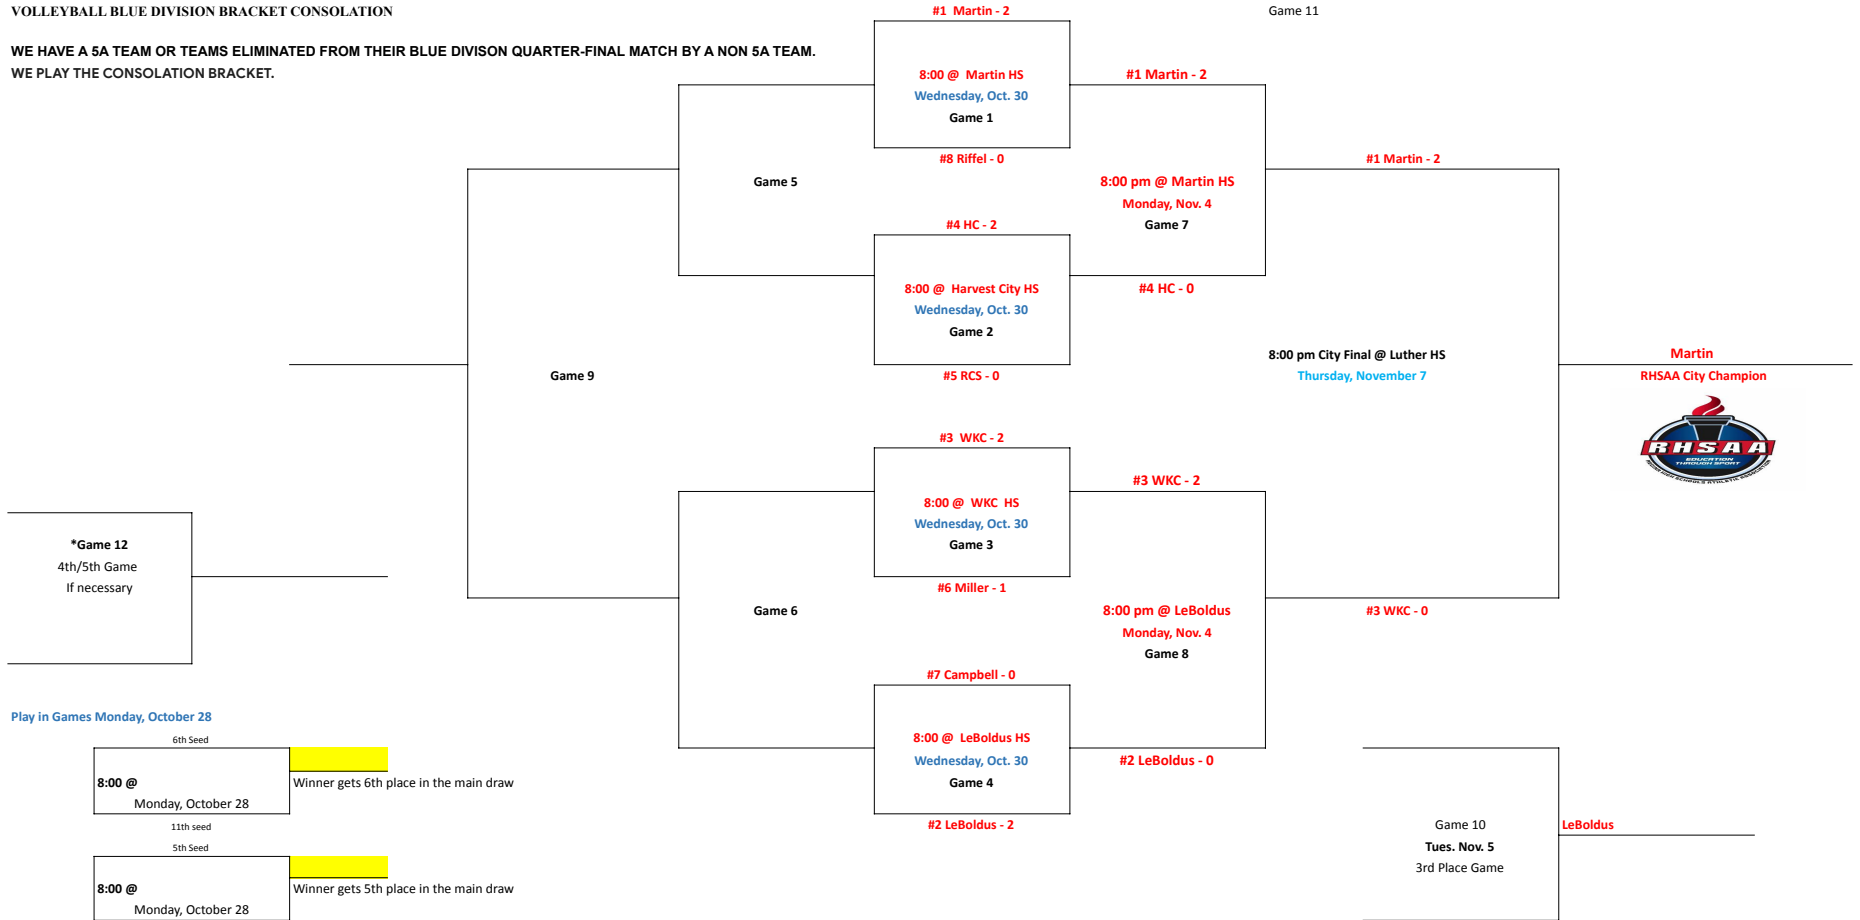 VOLLEYBALL BLUE DIVISION BRACKET CONSOLATION
#1 Martin - 2
Game 11
WE HAVE A 5A TEAM OR TEAMS ELIMINATED FROM THEIR BLUE DIVISON QUARTER-FINAL MATCH BY A NON 5A TEAM.
WE PLAY THE CONSOLATION BRACKET.
8:00 @ Martin HS
Wednesday, Oct. 30
Game 1
#1 Martin - 2
#8 Riffel - 0
#1 Martin - 2
Game 5
8:00 pm @ Martin HS
Monday, Nov. 4
Game 7
#4 HC - 2
8:00 @ Harvest City HS
Wednesday, Oct. 30
Game 2
#4 HC - 0
8:00 pm City Final @ Luther HS
Thursday, November 7
Martin
RHSAA City Champion
Game 9
#5 RCS - 0
RHSAA
EDUCATION
THROUGH SPORT
#3 WKC - 2
#3 WKC - 2
8:00 @ WKC HS
Wednesday, Oct. 30
Game 3
*Game 12
4th/5th Game
If necessary
#6 Miller - 1
Game 6
8:00 pm @ LeBoldus
Monday, Nov. 4
Game 8
#3 WKC - 0
#7 Campbell - 0
Play in Games Monday, October 28
6th Seed
8:00 @ LeBoldus HS
Wednesday, Oct. 30
Game 4
#2 LeBoldus - 0
8:00 @
Winner gets 6th place in the main draw
Monday, October 28
11th seed
#2 LeBoldus - 2
Game 10
Tues. Nov. 5
3rd Place Game
LeBoldus
5th Seed
8:00 @
Winner gets 5th place in the main draw
Monday, October 28